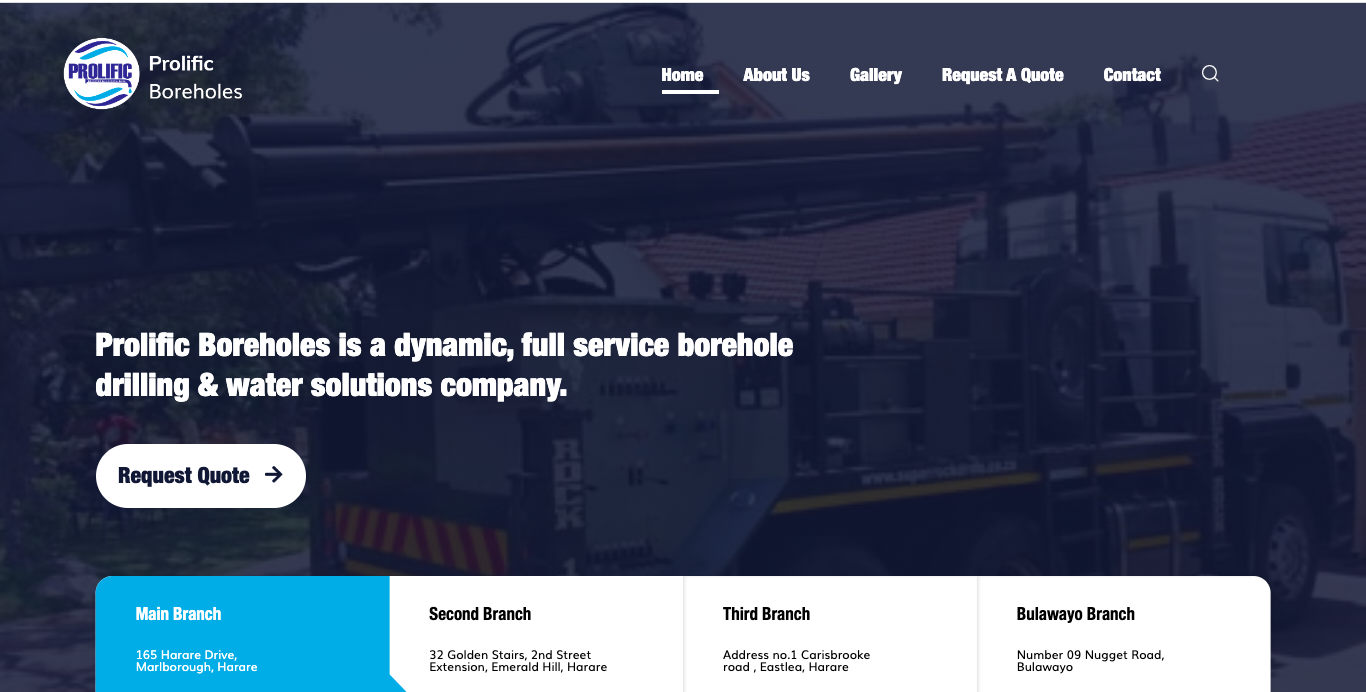 PROLIFIC
Prolific
Boreholes
Home
About Us
Gallery
Request A Quote
Contact
Prolific Boreholes is a dynamic, full service borehole
drilling & water solutions company.
Request Quote
ROCK
Main Branch
165 Harare Drive,
Marlborough, Harare
Second Branch
32 Golden Stairs, 2nd Street
Extension, Emerald Hill, Harare
Third Branch
Address no.1 Carisbrooke
road , Eastlea, Harare
Bulawayo Branch
Number 09 Nugget Road,
Bulawayo